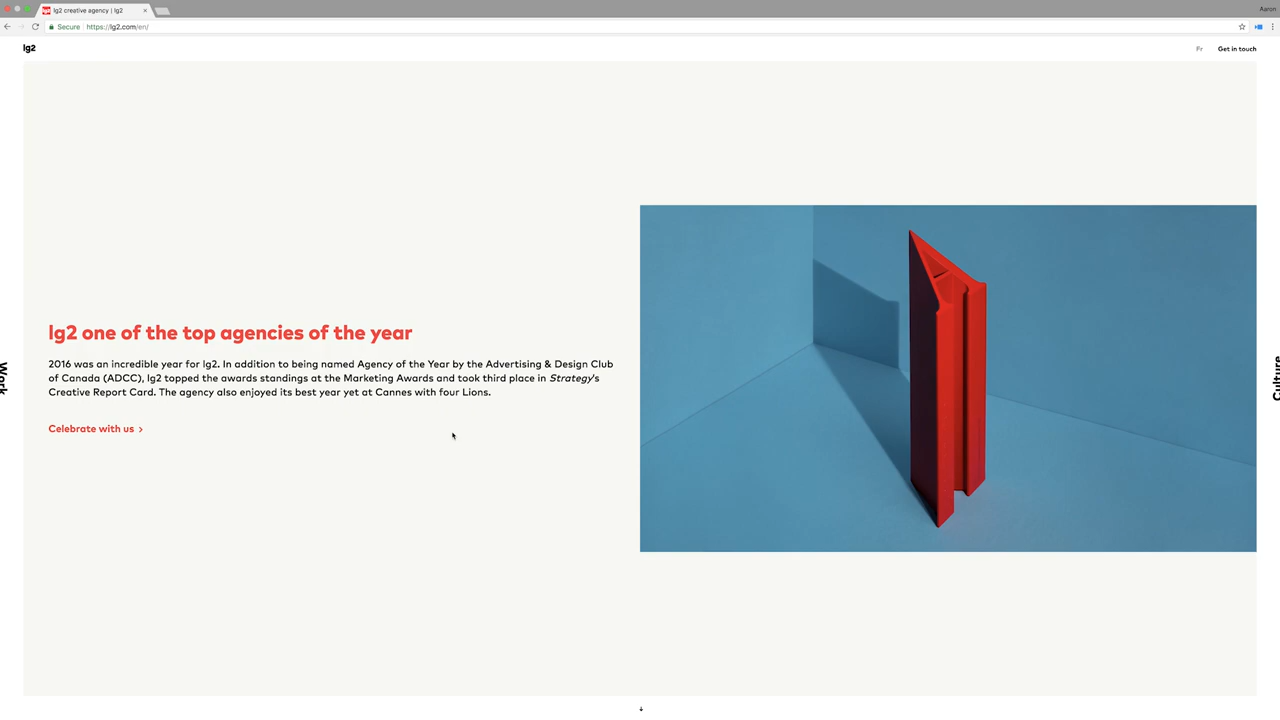 lg2 creative agency | lg2
Aaron
Secure
https://lg2.com/en/
lg2
Fr
Get in touch
lg2 one of the top agencies of the year
2016 was an incredible year for lg2. In addition to being named Agency of the Year by the Advertising & Design Club
of Canada (ADCC), lg2 topped the awards standings at the Marketing Awards and took third place in Strategy's
Creative Report Card. The agency also enjoyed its best year yet at Cannes with four Lions.
Celebrate with us
Work
Culture